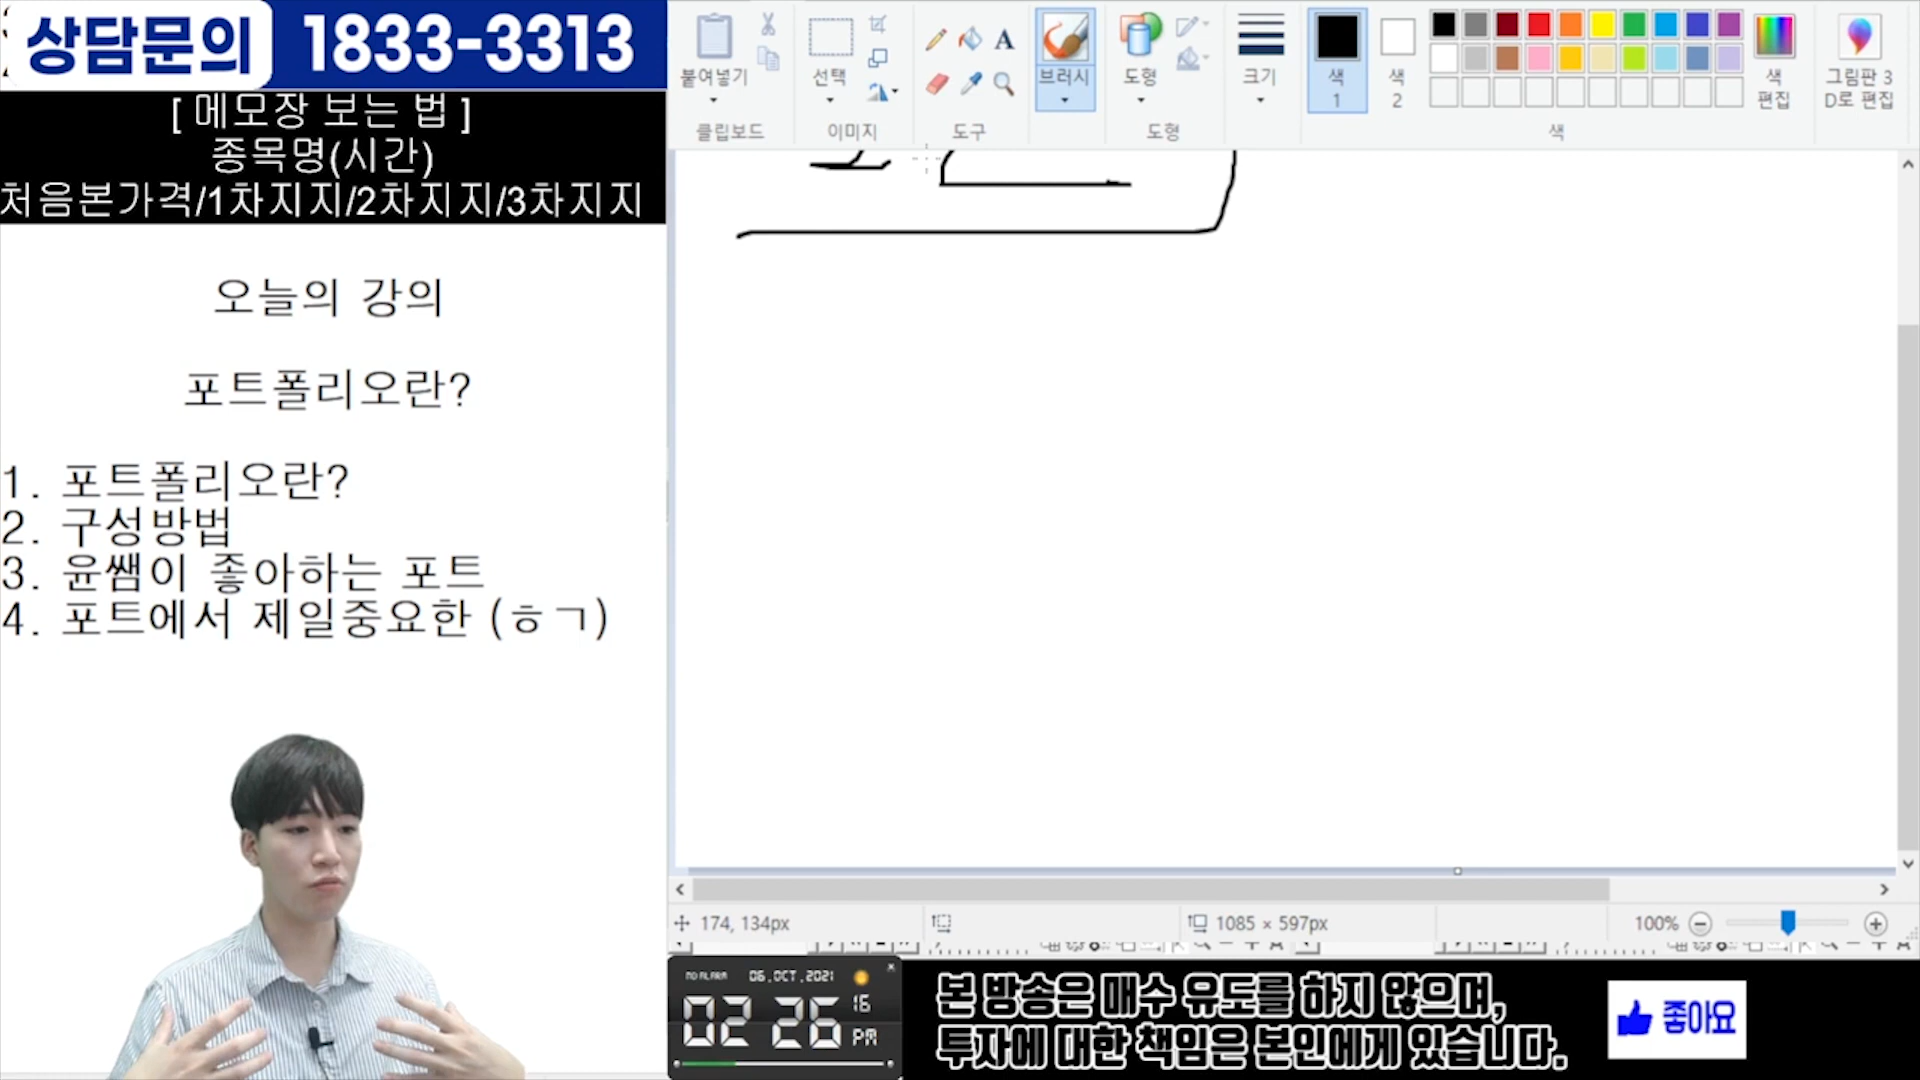 상담문의 1833-3313
[ 메모장 보는 법 ]
종목명(시간)
처음본가격/1차지지/2차지지/3차지지
오늘의 강의
포트폴리오란?
1. 포트폴리오란?
2. 구성방법
3. 윤쌤이 좋아하는 포트
4. 포트에서 제일중요한 (ㅎㄱ)
붙여넣기
클립보드
선택
이미지
A
도구
브러시
도형
도형
크기
색 1
색 2
색 편집
색
그림판 3D로 편집
174, 134px
1085 × 597px
100%
NO ALARM 06,OCT,2021
02 26 16 PM
본 방송은 매수 유도를 하지 않으며,
투자에 대한 책임은 본인에게 있습니다.
좋아요